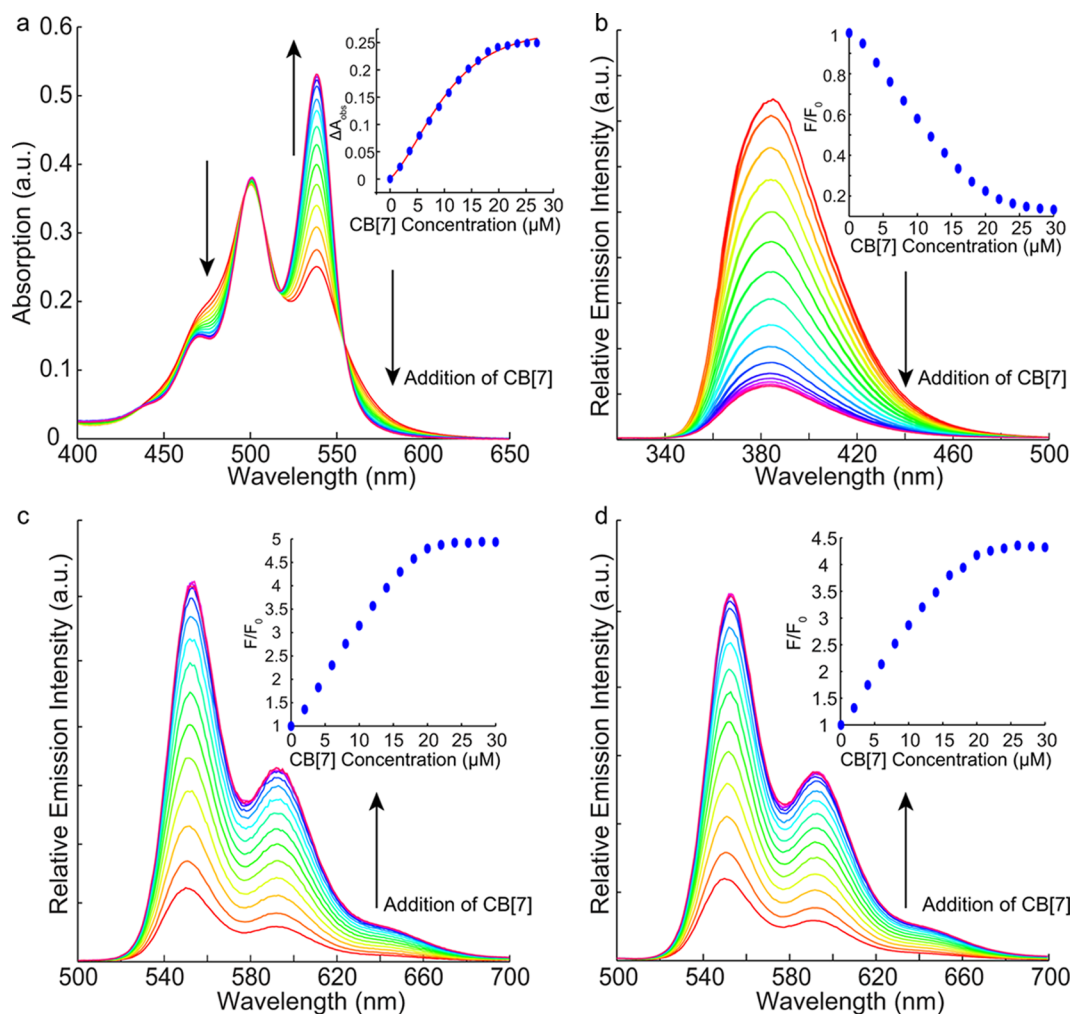 a
0.6
0.5
0.4
0.3
0.2
0.1
0
Absorption (a.u.)
400 450 500 550 600 650
Wavelength (nm)
Addition of CB[7]
0.25
0.20
0.15
0.10
0.05
0
ΔA_obs
0 5 10 15 20 25 30
CB[7] Concentration (µM)
b
Relative Emission Intensity (a.u.)
340 380 420 460 500
Wavelength (nm)
Addition of CB[7]
1
0.8
0.6
0.4
0.2
F/F₀
0 5 10 15 20 25 30
CB[7] Concentration (µM)
c
Relative Emission Intensity (a.u.)
500 540 580 620 660 700
Wavelength (nm)
Addition of CB[7]
5
4.5
4
3.5
3
2.5
2
1.5
1
F/F₀
0 5 10 15 20 25 30
CB[7] Concentration (µM)
d
Relative Emission Intensity (a.u.)
500 540 580 620 660 700
Wavelength (nm)
Addition of CB[7]
4.5
4
3.5
3
2.5
2
1.5
1
F/F₀
0 5 10 15 20 25 30
CB[7] Concentration (µM)